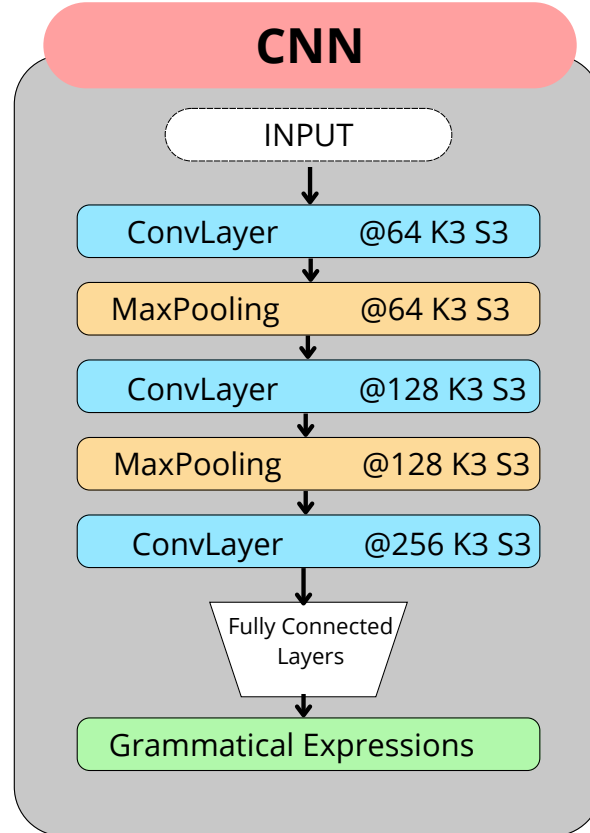 CNN
INPUT
ConvLayer @64 K3 S3
MaxPooling @64 K3 S3
ConvLayer @128 K3 S3
MaxPooling @128 K3 S3
ConvLayer @256 K3 S3
Fully Connected
Layers
Grammatical Expressions